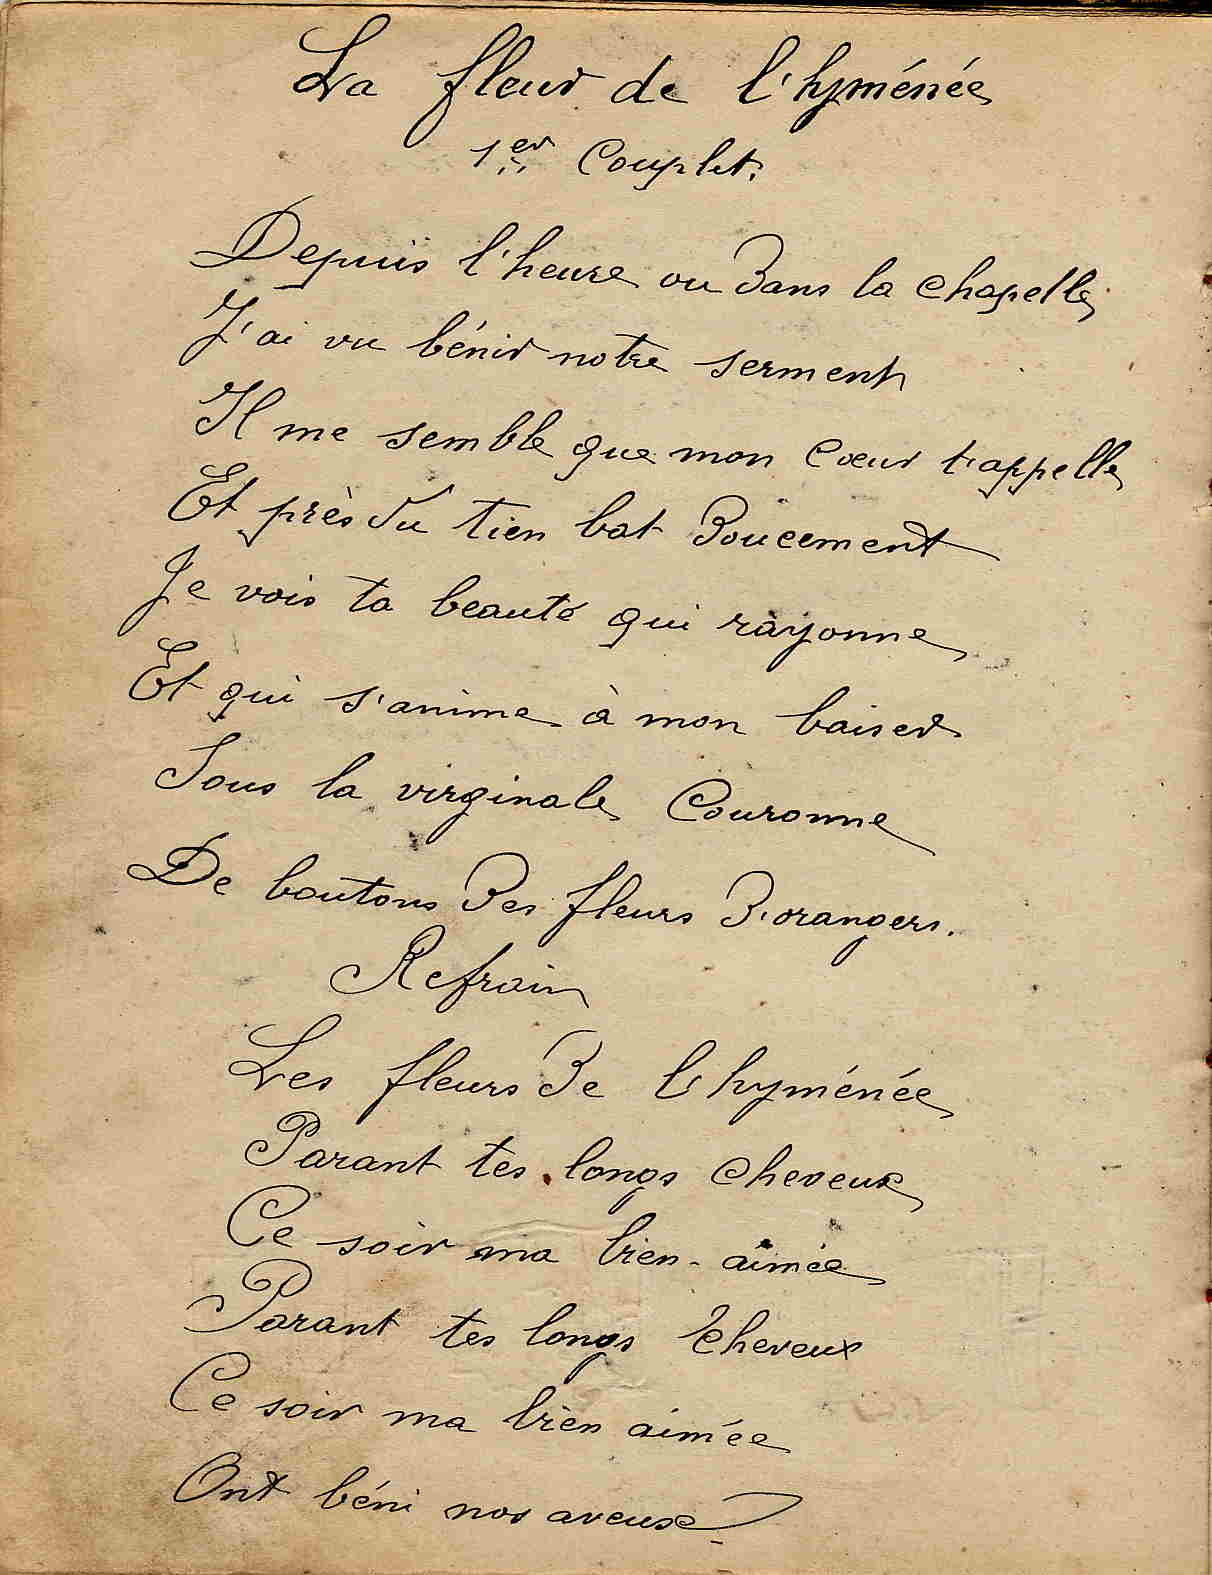 La fleur de l'hyménée
1er Couplet.
Depuis l'heure ou dans la chapelle
J'ai vu bénir notre serment
Il me semble que mon Cœur t'appelle
Et près du tien bat doucement
Je vois ta beauté qui rayonne
Et qui s'anime à mon baiser
Sous la virginale Couronne
De boutons des fleurs d'orangers.
Refrain
Les fleurs de l'hyménée
Parant tes longs cheveux
Ce soir ma bien-aimée
Parant tes longs cheveux
Ce soir ma bien aimée
Ont béni nos aveux.